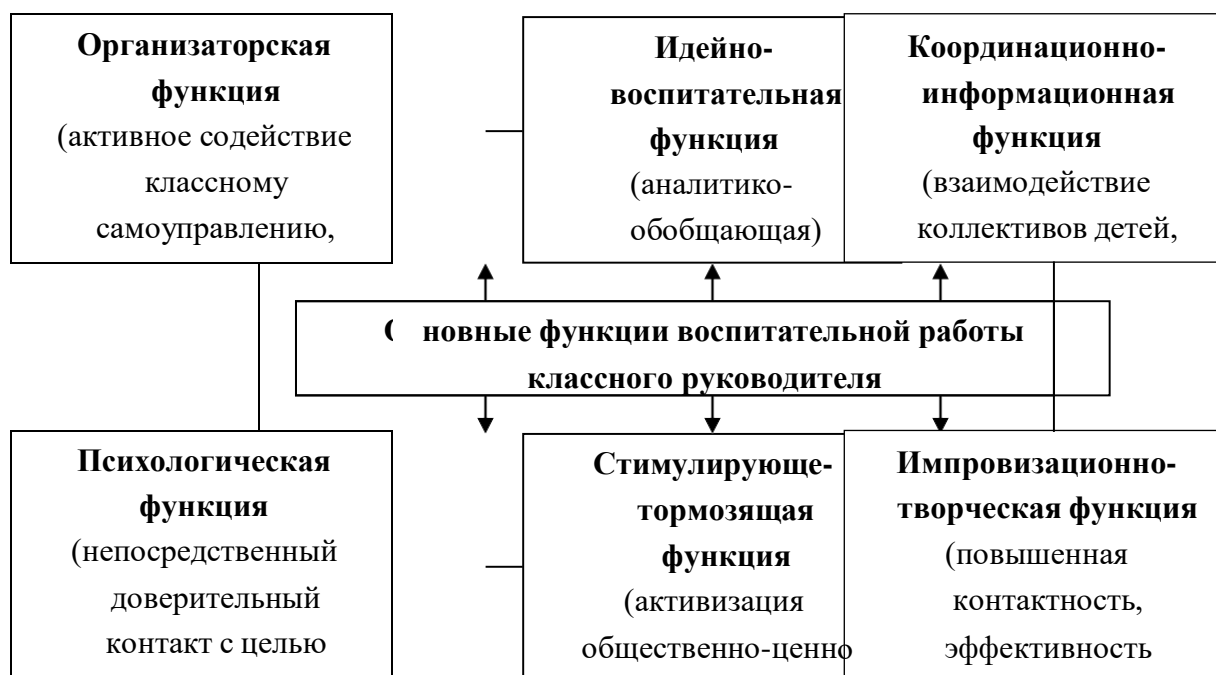 Организаторская
функция
(активное содействие
классному
самоуправлению,
Идейно-
воспитательная
функция
(аналитико-
обобщающая)
Координационно-
информационная
функция
(взаимодействие
коллективов детей,
новные функции воспитательной работы
классного руководителя
Психологическая
функция
(непосредственный
доверительный
контакт с целью
Стимулирующе-
тормозящая
функция
(активизация
общественно-ценно
Импровизационно-
творческая функция
(повышенная
контактность,
эффективность